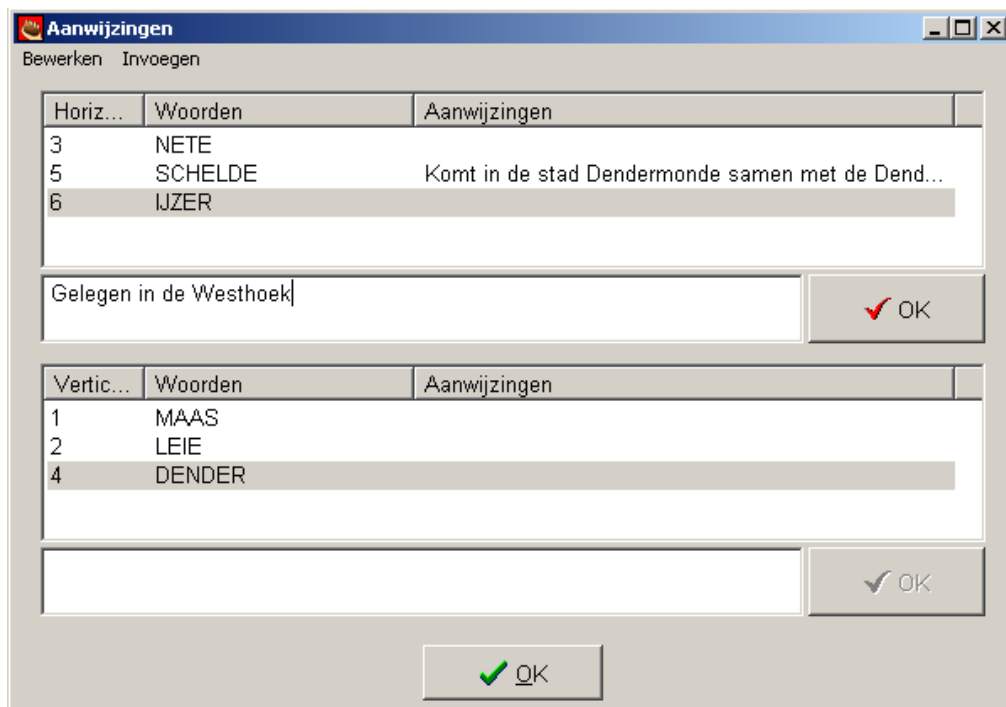 Aanwijzingen
Bewerken Invoegen
Horiz... Woorden Aanwijzingen
3 NETE
5 SCHELDE Komt in de stad Dendermonde samen met de Dend...
6 IJZER
Gelegen in de Westhoek
OK
Vertic... Woorden Aanwijzingen
1 MAAS
2 LEIE
4 DENDER
OK
OK